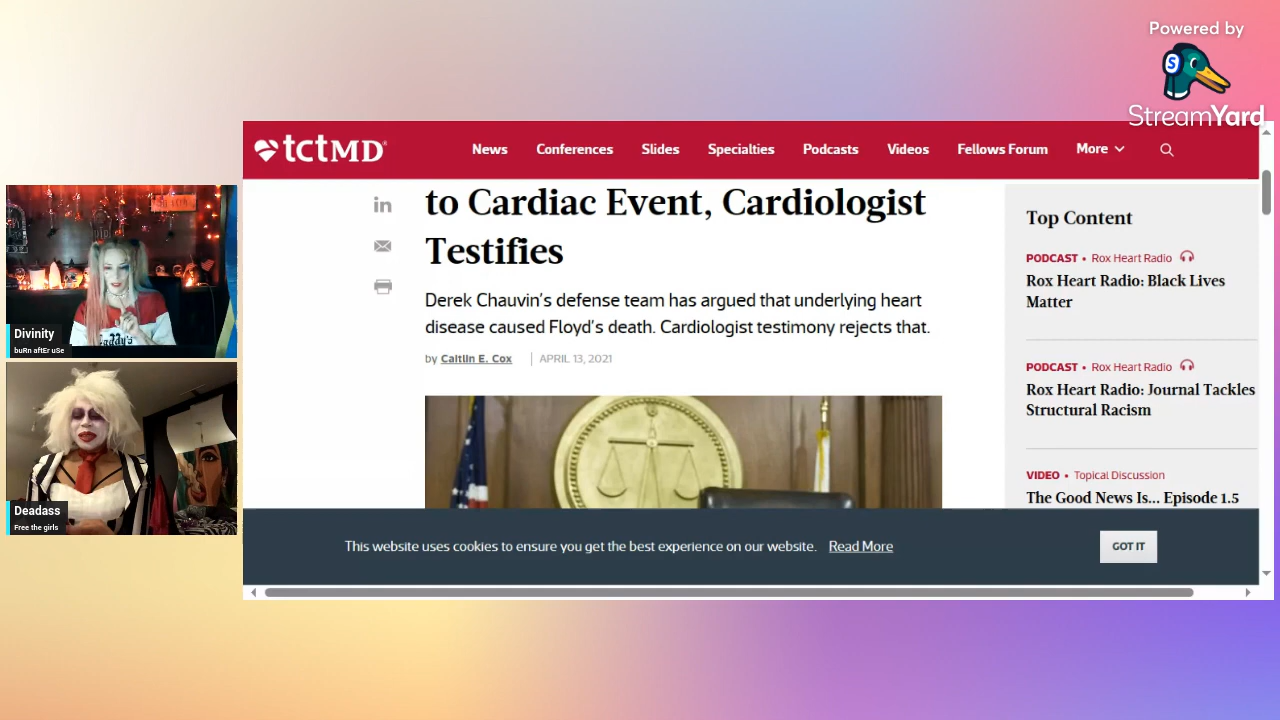 Powered by
StreamYard
tctMD
News
Conferences
Slides
Specialties
Podcasts
Videos
Fellows Forum
More
to Cardiac Event, Cardiologist
Testifies
Derek Chauvin's defense team has argued that underlying heart
disease caused Floyd's death. Cardiologist testimony rejects that.
by Caitlin E. Cox
APRIL 13, 2021
Top Content
PODCAST • Rox Heart Radio
Rox Heart Radio: Black Lives
Matter
PODCAST • Rox Heart Radio
Rox Heart Radio: Journal Tackles
Structural Racism
VIDEO • Topical Discussion
The Good News Is... Episode 1.5
This website uses cookies to ensure you get the best experience on our website. Read More
GOT IT
Divinity
buRn aftEr uSe
Deadass
Free the girls